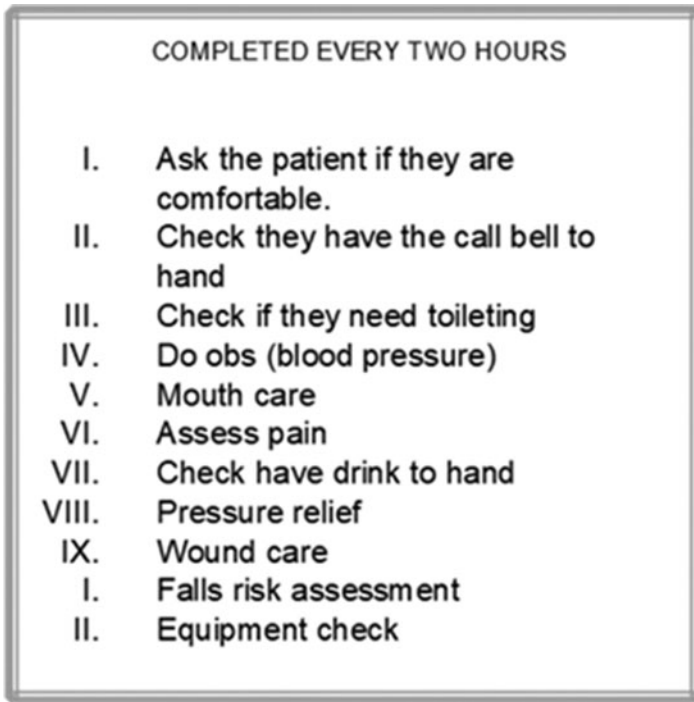 COMPLETED EVERY TWO HOURS
I. Ask the patient if they are
comfortable.
II. Check they have the call bell to
hand
III. Check if they need toileting
IV. Do obs (blood pressure)
V. Mouth care
VI. Assess pain
VII. Check have drink to hand
VIII. Pressure relief
IX. Wound care
I. Falls risk assessment
II. Equipment check